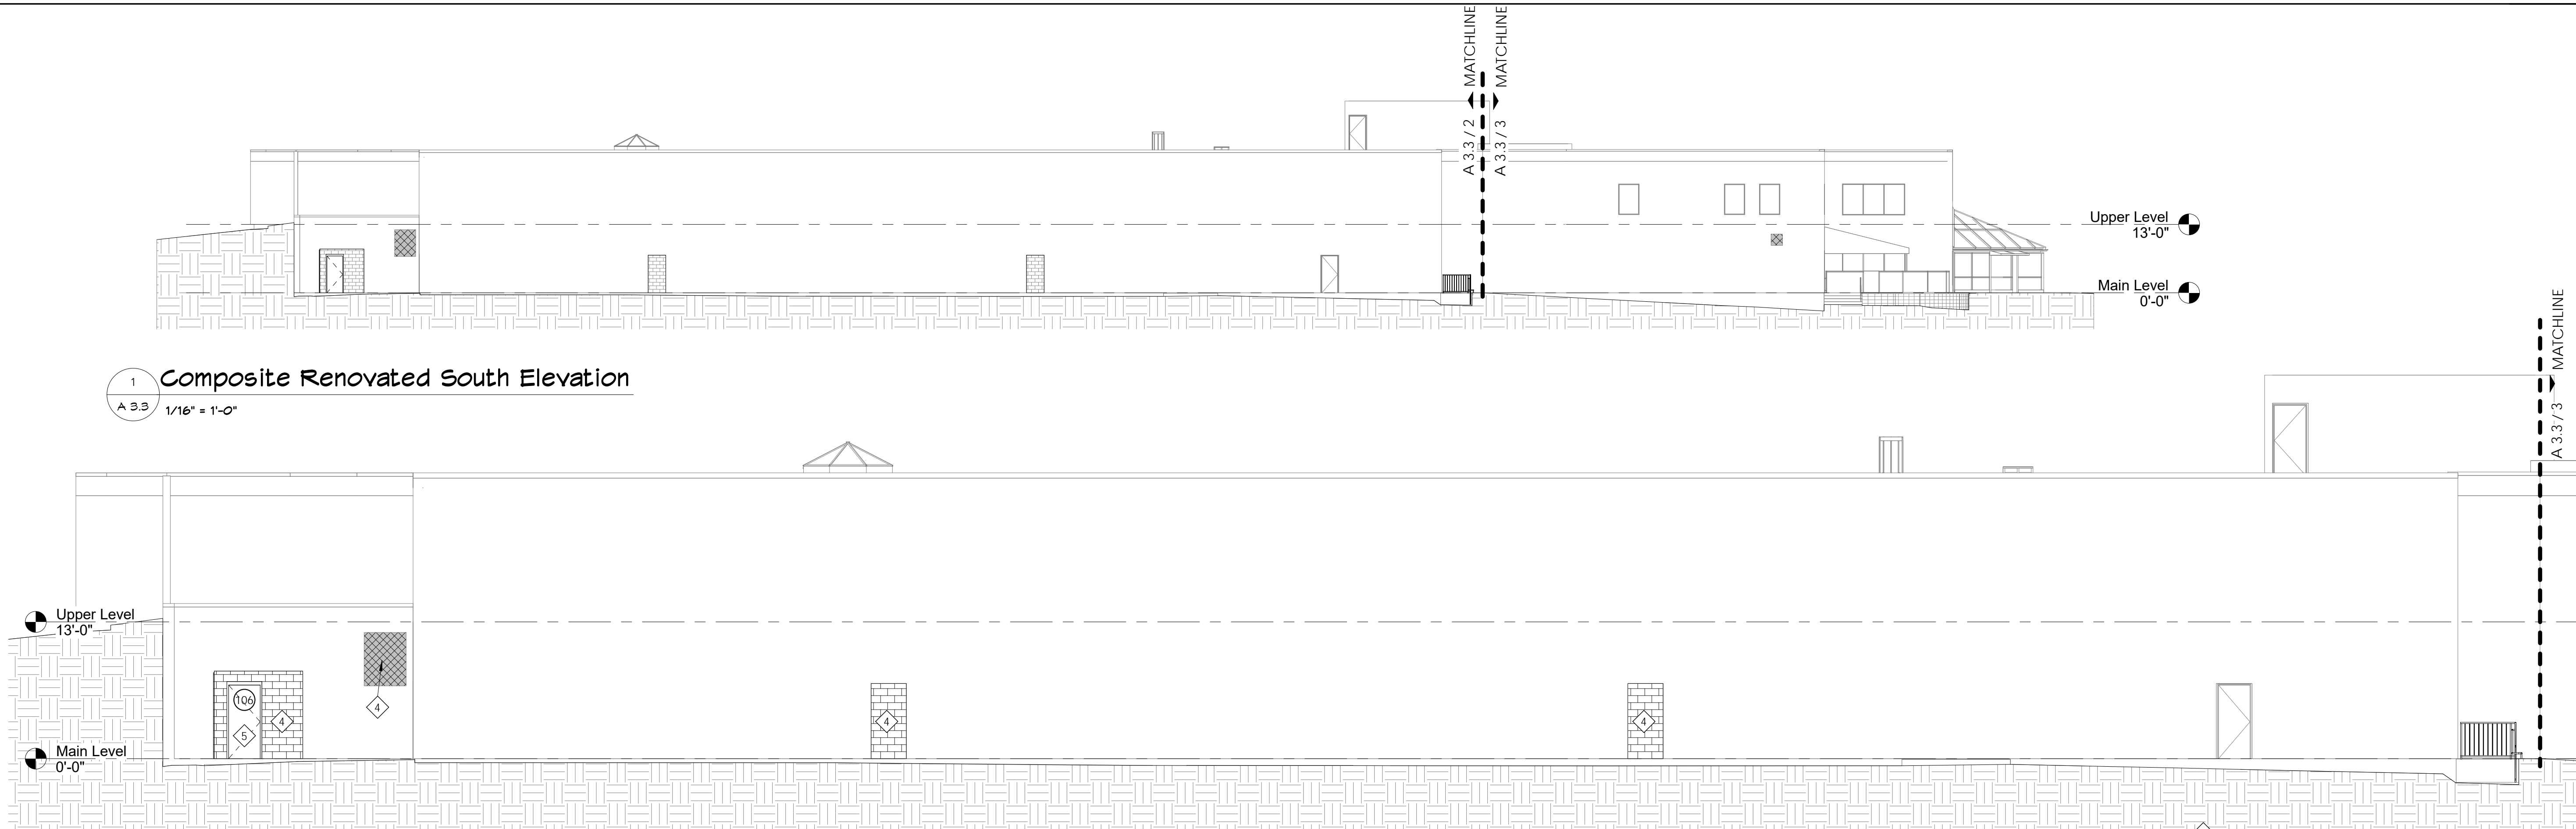 MATCHLINE
MATCHLINE
A 3.3 / 2
A 3.3 / 3
Upper Level
13'-0"
Main Level
0'-0"
1
A 3.3
Composite Renovated South Elevation
1/16" = 1'-0"
MATCHLINE
A 3.3 / 3
Upper Level
13'-0"
106
4
4
5
4
4
Main Level
0'-0"